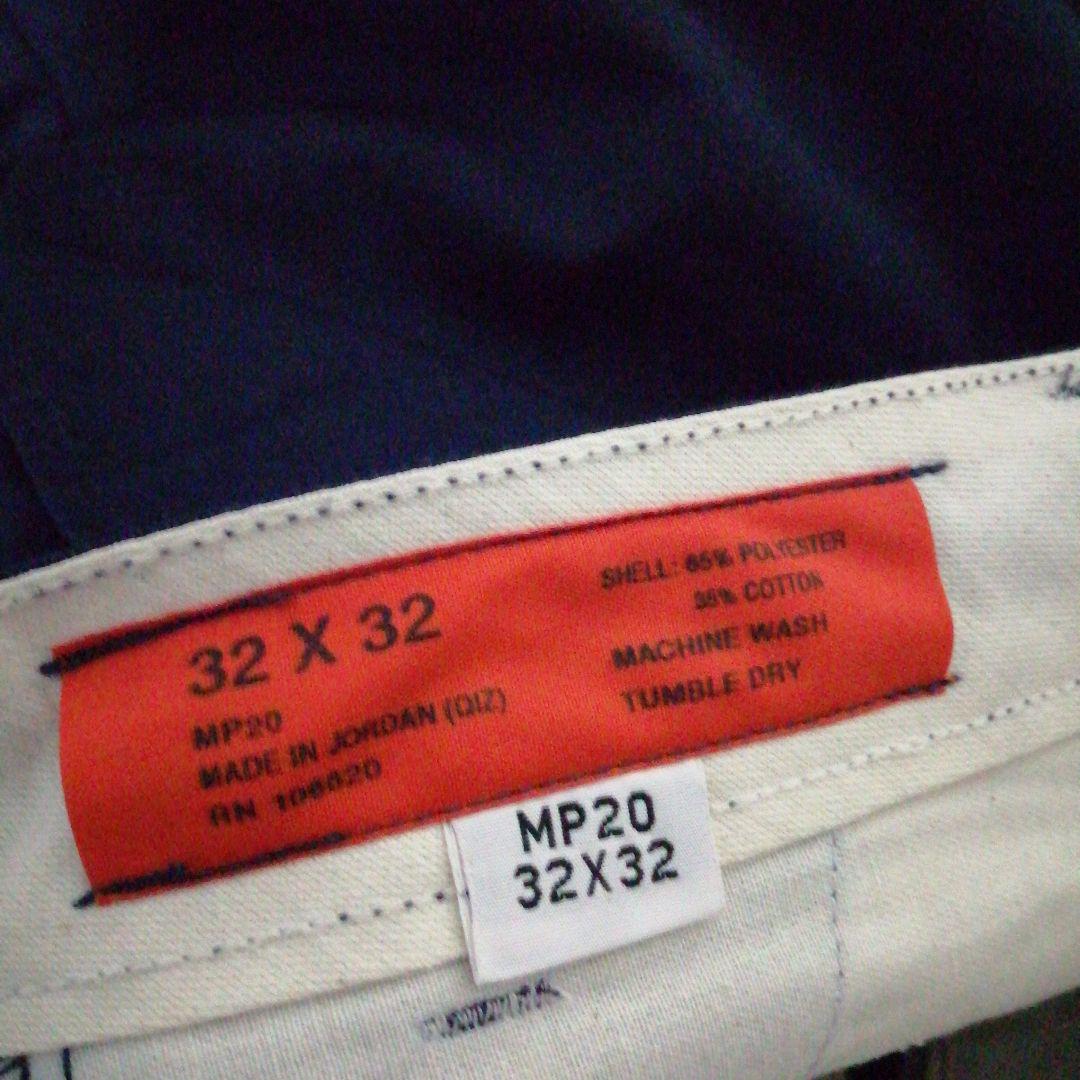 32 X 32
MP20
MADE IN JORDAN (QIZ)
RN 106620
SHELL: 65% POLYESTER
35% COTTON
MACHINE WASH
TUMBLE DRY
MP20
32X32